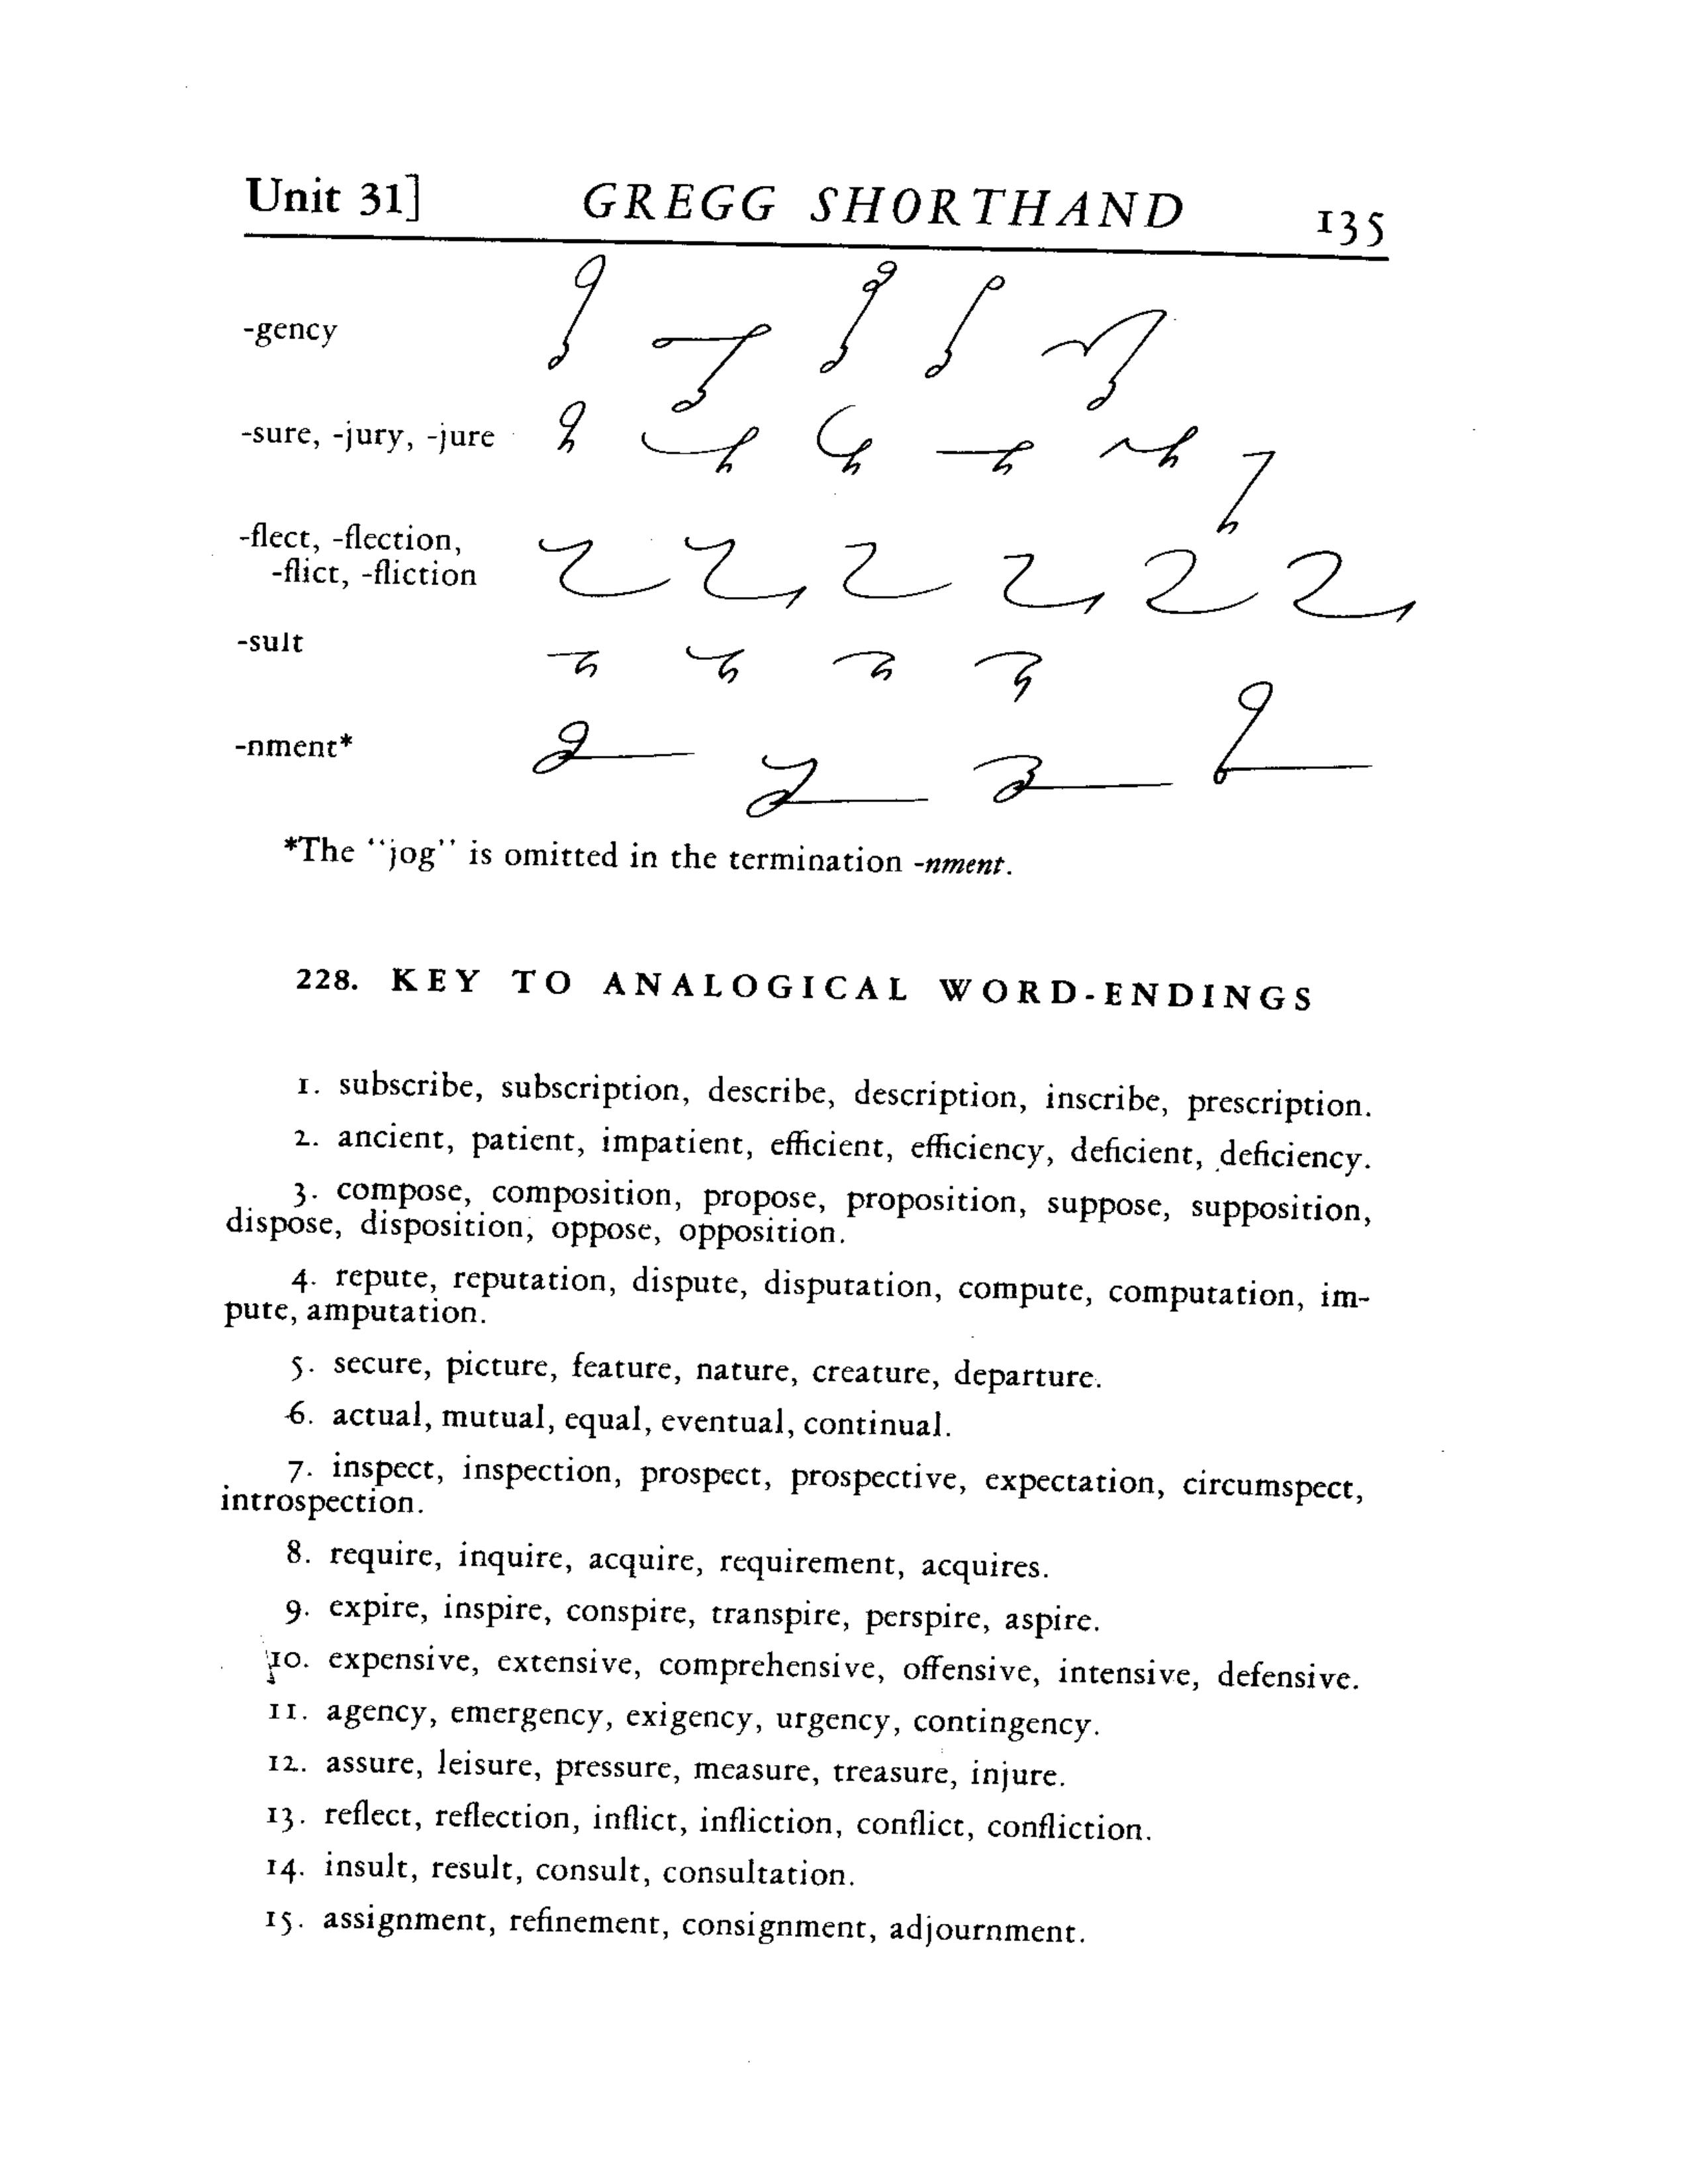 Unit 31] GREGG SHORTHAND 135
-gency
-sure, -jury, -jure
-flect, -flection,
-flict, -fliction
-sult
-nment*
*The "jog" is omitted in the termination -nment.
228. KEY TO ANALOGICAL WORD-ENDINGS
1. subscribe, subscription, describe, description, inscribe, prescription.
2. ancient, patient, impatient, efficient, efficiency, deficient, deficiency.
3. compose, composition, propose, proposition, suppose, supposition,
dispose, disposition, oppose, opposition.
4. repute, reputation, dispute, disputation, compute, computation, im-
pute, amputation.
5. secure, picture, feature, nature, creature, departure.
6. actual, mutual, equal, eventual, continual.
7. inspect, inspection, prospect, prospective, expectation, circumspect,
introspection.
8. require, inquire, acquire, requirement, acquires.
9. expire, inspire, conspire, transpire, perspire, aspire.
10. expensive, extensive, comprehensive, offensive, intensive, defensive.
11. agency, emergency, exigency, urgency, contingency.
12. assure, leisure, pressure, measure, treasure, injure.
13. reflect, reflection, inflict, infliction, conflict, confliction.
14. insult, result, consult, consultation.
15. assignment, refinement, consignment, adjournment.